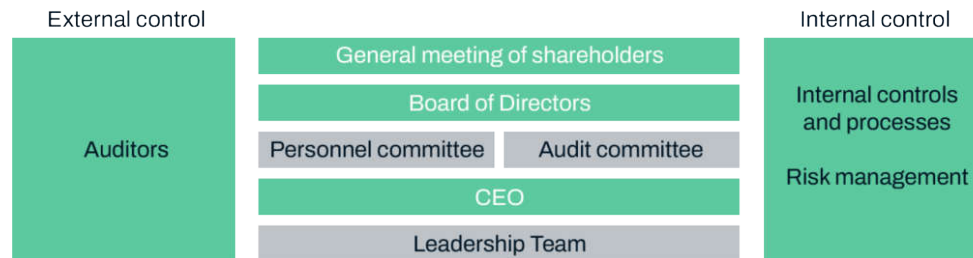 External control
Internal control
Auditors
General meeting of shareholders
Board of Directors
Personnel committee
Audit committee
CEO
Leadership Team
Internal controls
and processes
Risk management